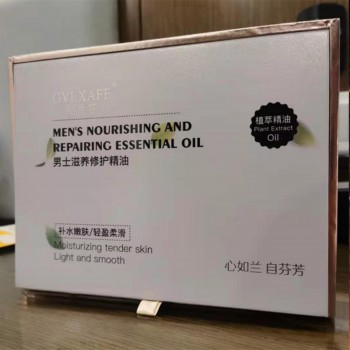 MEN'S NOURISHING AND
REPAIRING ESSENTIAL OIL
男士滋养修护精油
植萃精油
Plant Extract
Oil
补水嫩肤/轻盈柔滑
Moisturizing tender skin
Light and smooth
心如兰 自芬芳